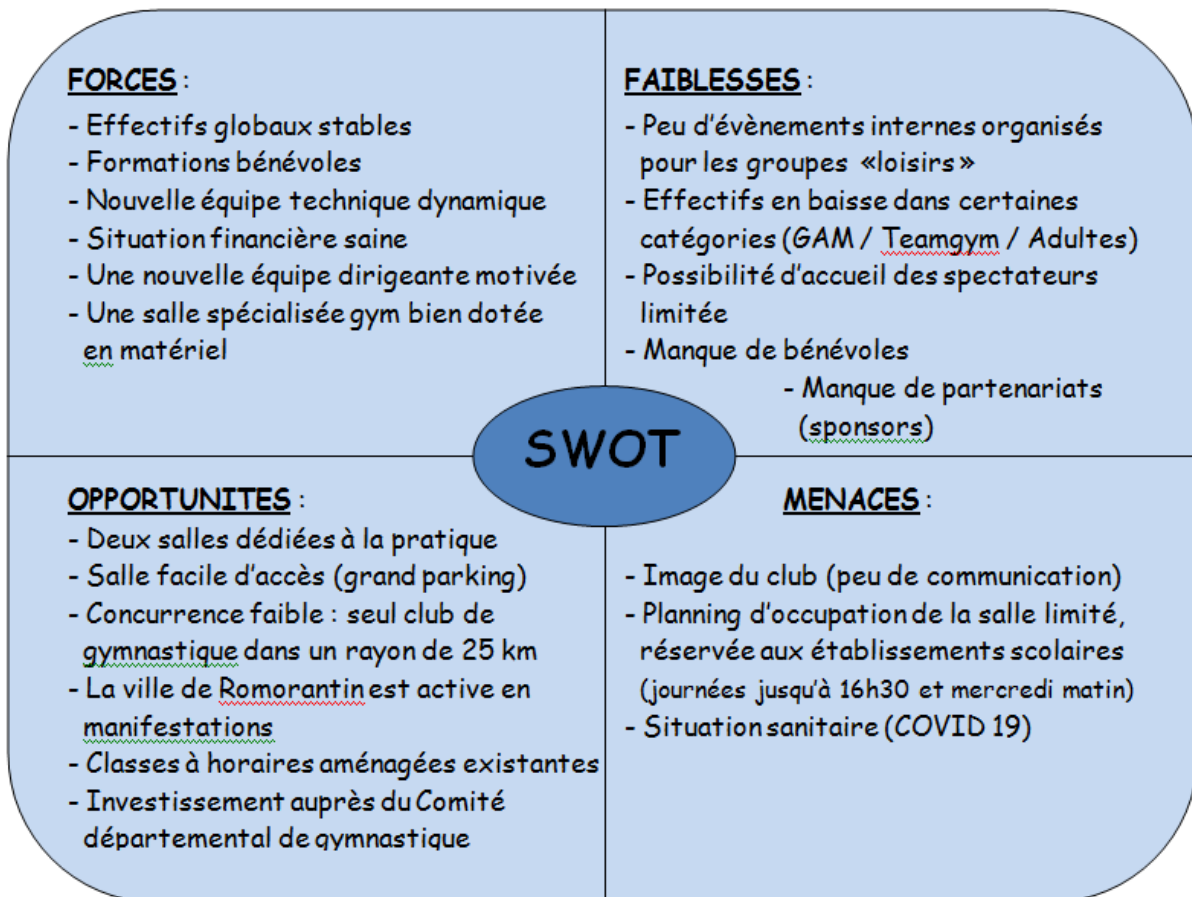 FORCES :
- Effectifs globaux stables
- Formations bénévoles
- Nouvelle équipe technique dynamique
- Situation financière saine
- Une nouvelle équipe dirigeante motivée
- Une salle spécialisée gym bien dotée
en matériel
FAIBLESSES :
- Peu d'évènements internes organisés
pour les groupes «loisirs»
- Effectifs en baisse dans certaines
catégories (GAM / Teamgym / Adultes)
- Possibilité d'accueil des spectateurs
limitée
- Manque de bénévoles
- Manque de partenariats
(sponsors)
SWOT
OPPORTUNITES :
- Deux salles dédiées à la pratique
- Salle facile d'accès (grand parking)
- Concurrence faible : seul club de
gymnastique dans un rayon de 25 km
- La ville de Romorantin est active en
manifestations
- Classes à horaires aménagées existantes
- Investissement auprès du Comité
départemental de gymnastique
MENACES :
- Image du club (peu de communication)
- Planning d'occupation de la salle limité,
réservée aux établissements scolaires
(journées jusqu'à 16h30 et mercredi matin)
- Situation sanitaire (COVID 19)